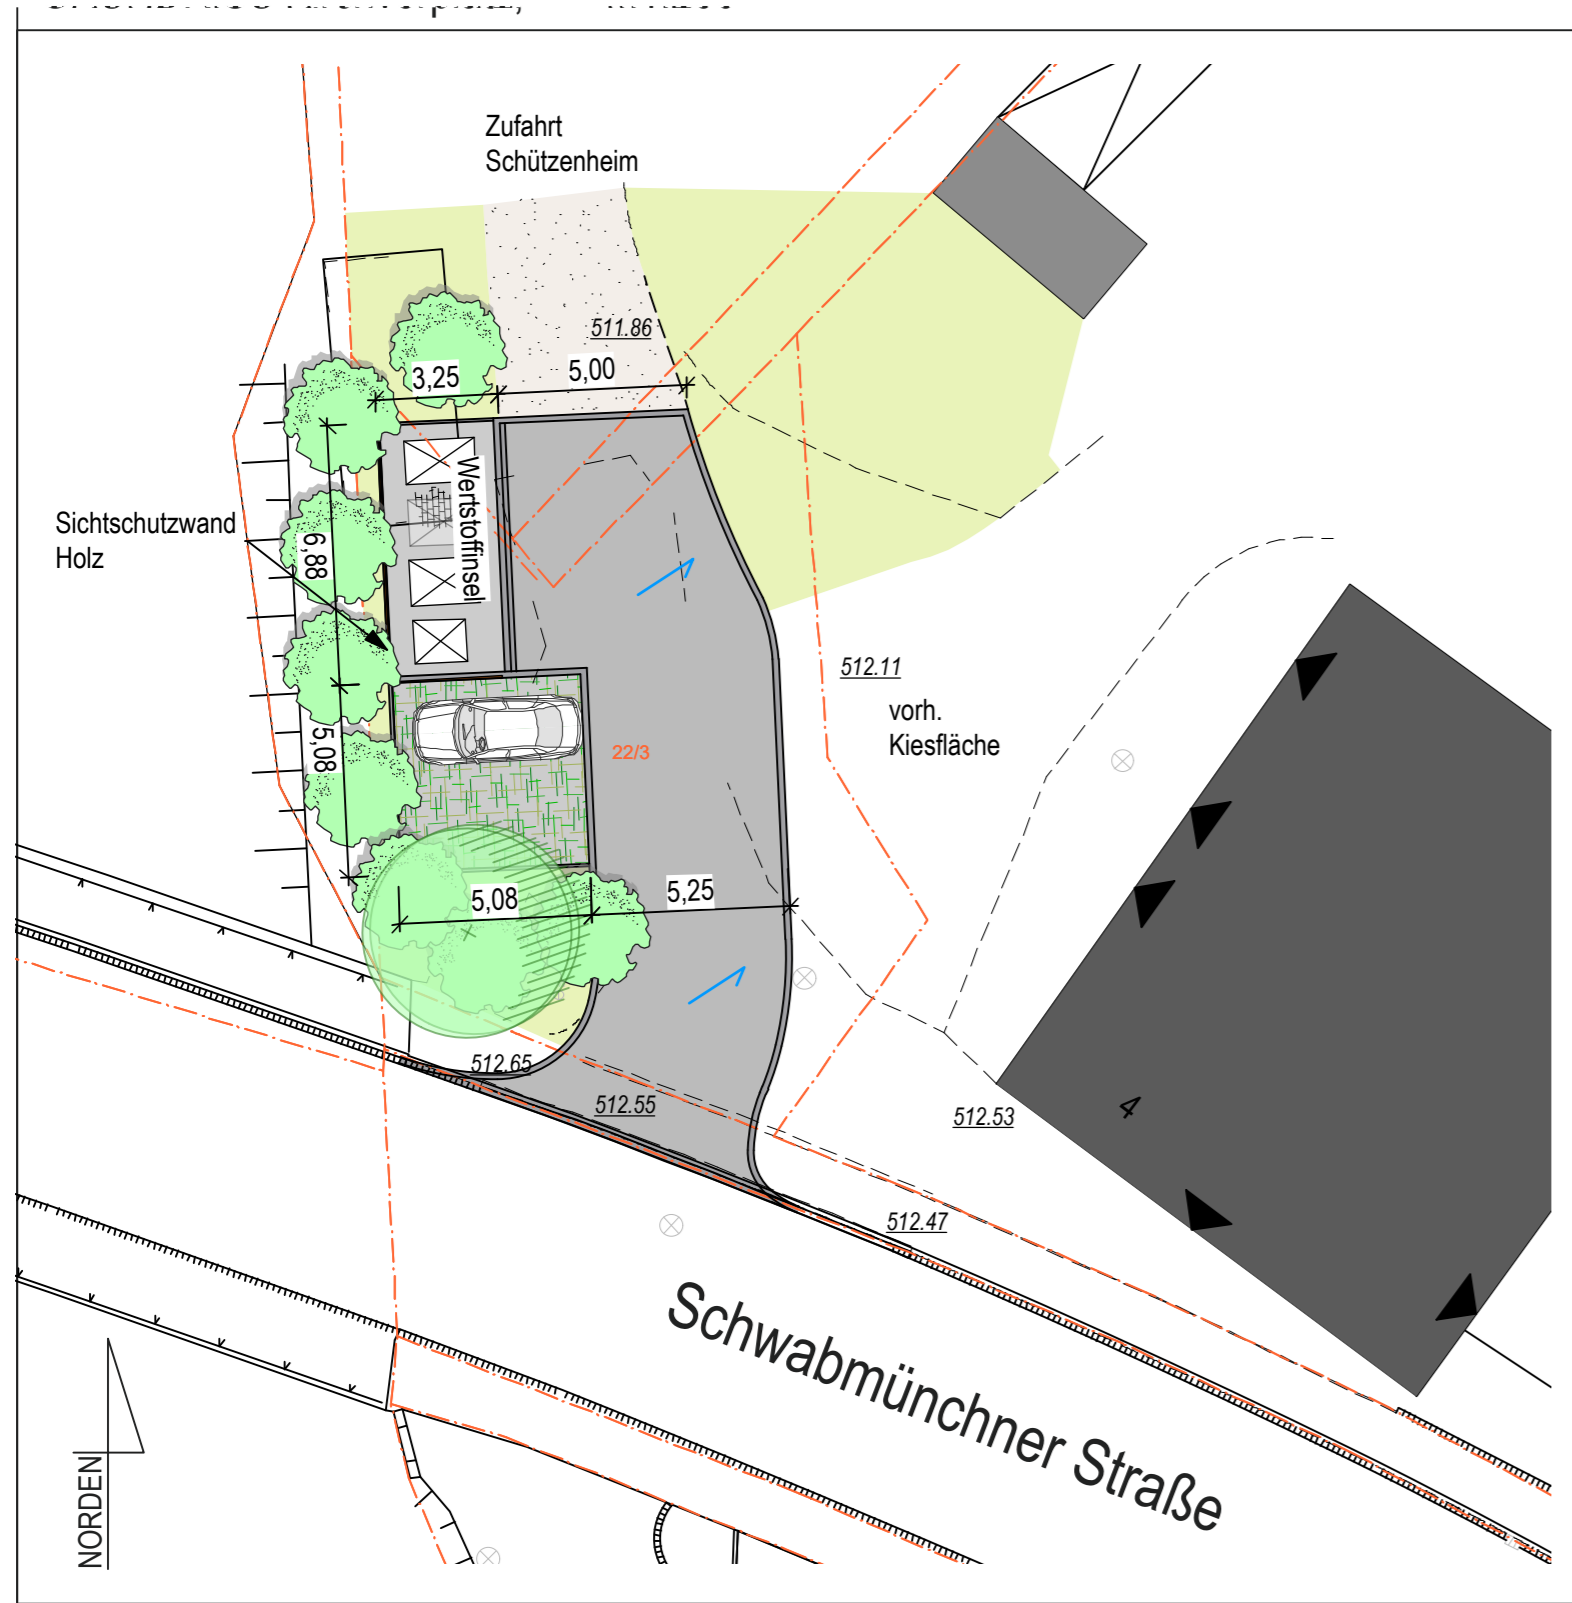 Zufahrt
Schützenheim
511.86
3,25
5,00
Wertstoffinsel
Sichtschutzwand
Holz
6,88
512.11
vorh.
Kiesfläche
5,08
22/3
5,08
5,25
512.65
512.55
512.53
4
512.47
Schwabmünchner Straße
NORDEN